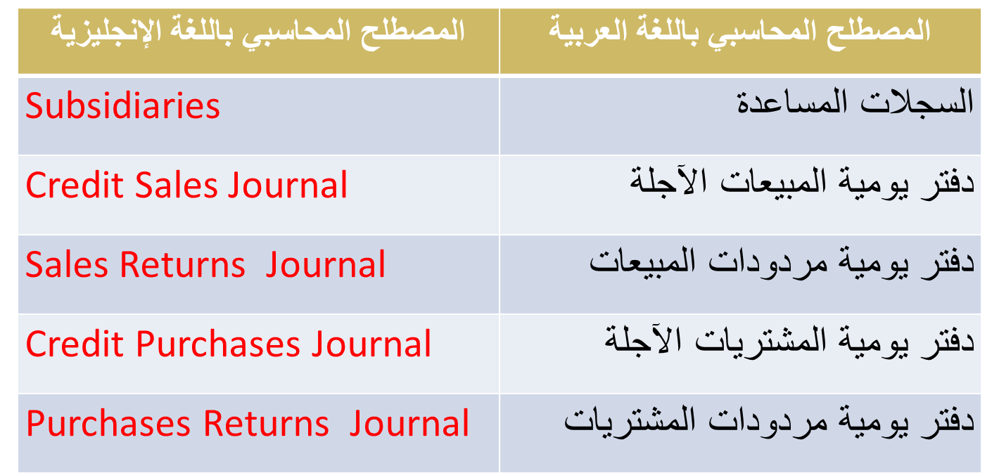 المصطلح المحاسبي باللغة العربية
المصطلح المحاسبي باللغة الإنجليزية
السجلات المساعدة
Subsidiaries
دفتر يومية المبيعات الآجلة
Credit Sales Journal
دفتر يومية مردودات المبيعات
Sales Returns  Journal
دفتر يومية المشتريات الآجلة
Credit Purchases Journal
دفتر يومية مردودات المشتريات
Purchases Returns  Journal